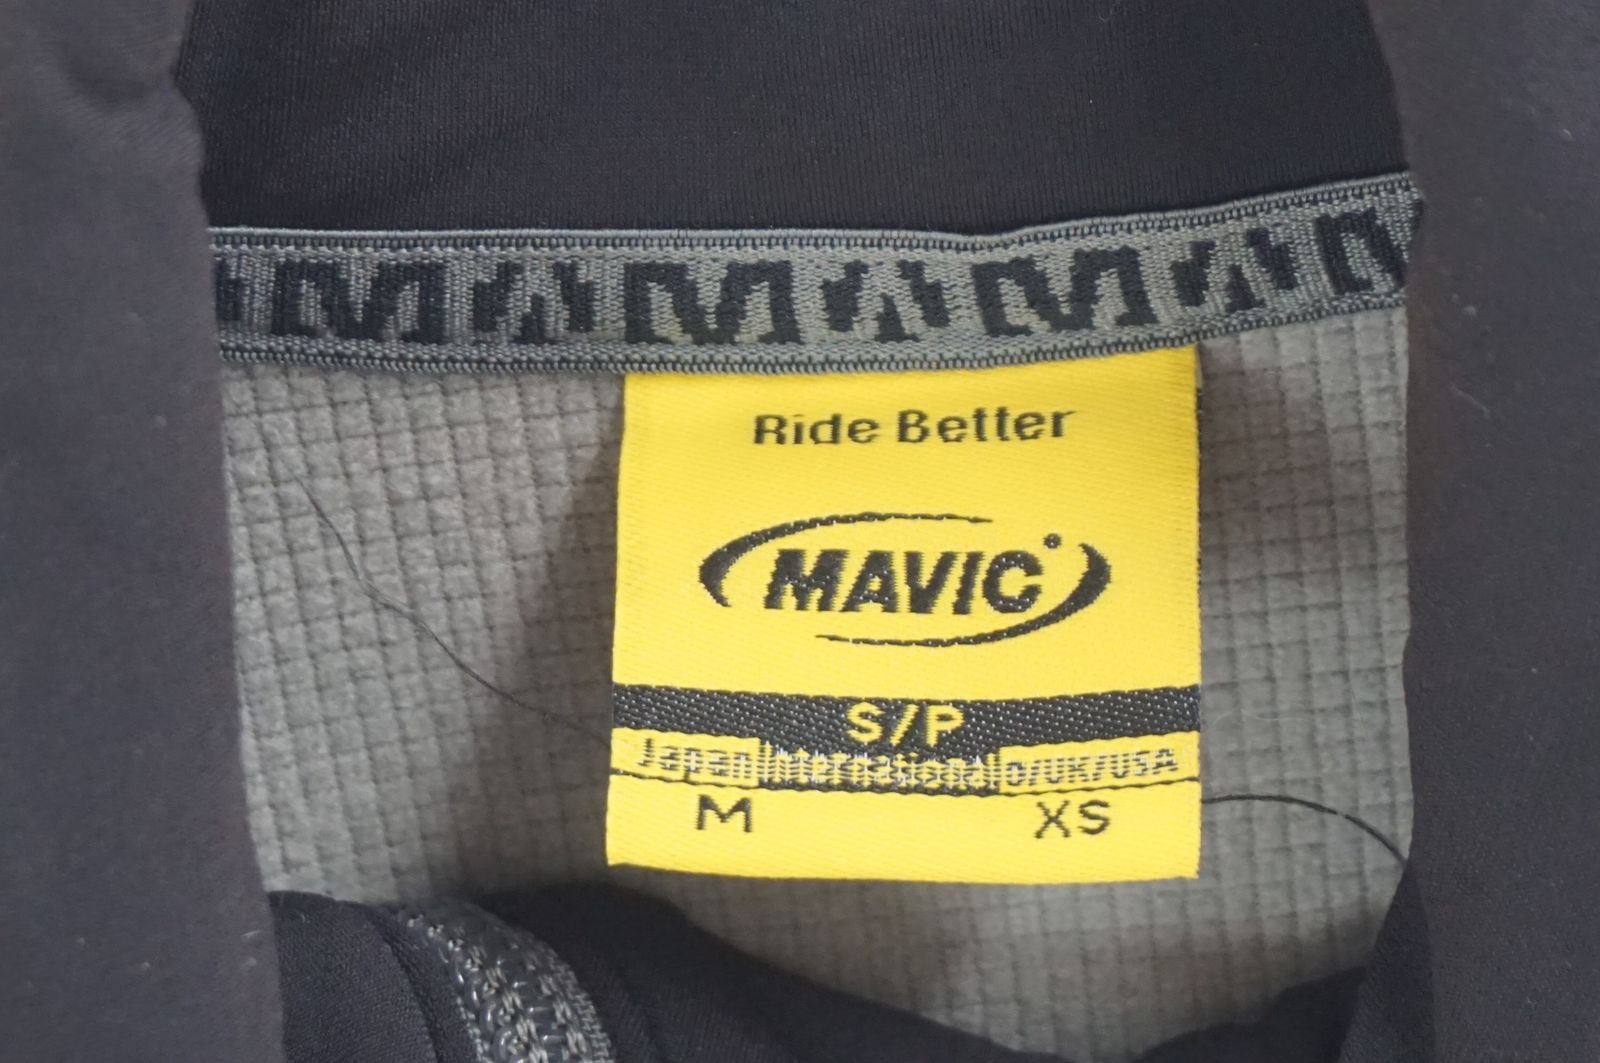 Ride Better
MAVIC
S/P
Japan International D/UK/USA
M XS